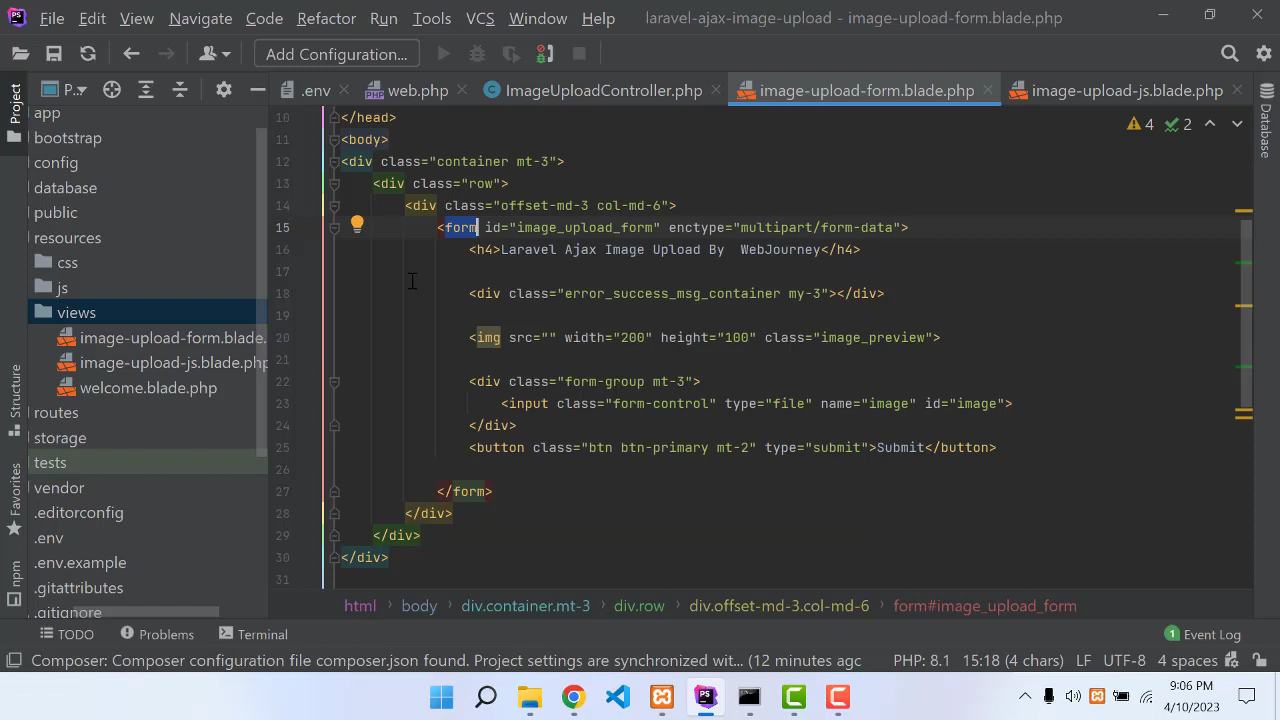 File Edit View Navigate Code Refactor Run Tools VCS Window Help laravel-ajax-image-upload - image-upload-form.blade.php
Add Configuration...
Project
P..
.env
web.php
ImageUploadController.php
image-upload-form.blade.php
image-upload-js.blade.php
Database
app
bootstrap
config
database
public
resources
css
js
views
image-upload-form.blade.
image-upload-js.blade.php
welcome.blade.php
routes
storage
tests
vendor
.editorconfig
.env
.env.example
.gitattributes
.gitignore
Structure
Favorites
npm
4 2
10 </head>
11 <body>
12 <div class="container mt-3">
13 <div class="row">
14 <div class="offset-md-3 col-md-6">
15 <form id="image_upload_form" enctype="multipart/form-data">
16 <h4>Laravel Ajax Image Upload By  WebJourney</h4>
17
18 <div class="error_success_msg_container my-3"></div>
19
20 <img src="" width="200" height="100" class="image_preview">
21
22 <div class="form-group mt-3">
23 <input class="form-control" type="file" name="image" id="image">
24 </div>
25 <button class="btn btn-primary mt-2" type="submit">Submit</button>
26
27 </form>
28 </div>
29 </div>
30 </div>
31
html body div.container.mt-3 div.row div.offset-md-3.col-md-6 form#image_upload_form
TODO Problems Terminal 1 Event Log
Composer: Composer configuration file composer.json found. Project settings are synchronized wit... (12 minutes ago PHP: 8.1 15:18 (4 chars) LF UTF-8 4 spaces
PS
9:06 PM
4/10/2023